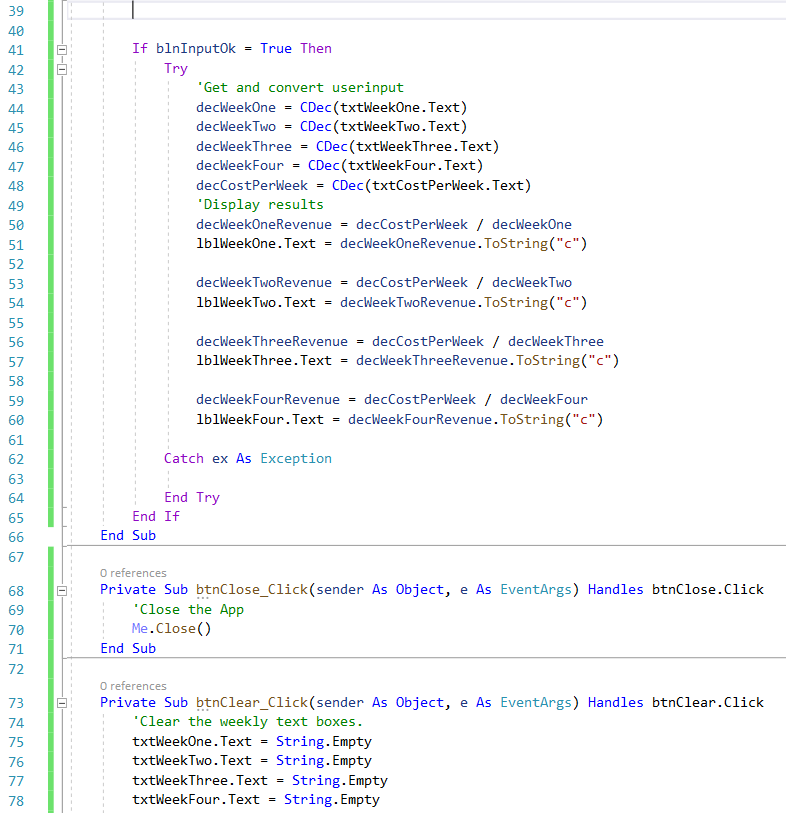 39
40
41 If blnInputOk = True Then
42 Try
43 'Get and convert userinput
44 decWeekOne = CDec(txtWeekOne.Text)
45 decWeekTwo = CDec(txtWeekTwo.Text)
46 decWeekThree = CDec(txtWeekThree.Text)
47 decWeekFour = CDec(txtWeekFour.Text)
48 decCostPerWeek = CDec(txtCostPerWeek.Text)
49 'Display results
50 decWeekOneRevenue = decCostPerWeek / decWeekOne
51 lblWeekOne.Text = decWeekOneRevenue.ToString("c")
52
53 decWeekTwoRevenue = decCostPerWeek / decWeekTwo
54 lblWeekTwo.Text = decWeekTwoRevenue.ToString("c")
55
56 decWeekThreeRevenue = decCostPerWeek / decWeekThree
57 lblWeekThree.Text = decWeekThreeRevenue.ToString("c")
58
59 decWeekFourRevenue = decCostPerWeek / decWeekFour
60 lblWeekFour.Text = decWeekFourRevenue.ToString("c")
61
62 Catch ex As Exception
63
64 End Try
65 End If
66 End Sub
67
0 references
68 Private Sub btnClose_Click(sender As Object, e As EventArgs) Handles btnClose.Click
69 'Close the App
70 Me.Close()
71 End Sub
72
0 references
73 Private Sub btnClear_Click(sender As Object, e As EventArgs) Handles btnClear.Click
74 'Clear the weekly text boxes.
75 txtWeekOne.Text = String.Empty
76 txtWeekTwo.Text = String.Empty
77 txtWeekThree.Text = String.Empty
78 txtWeekFour.Text = String.Empty